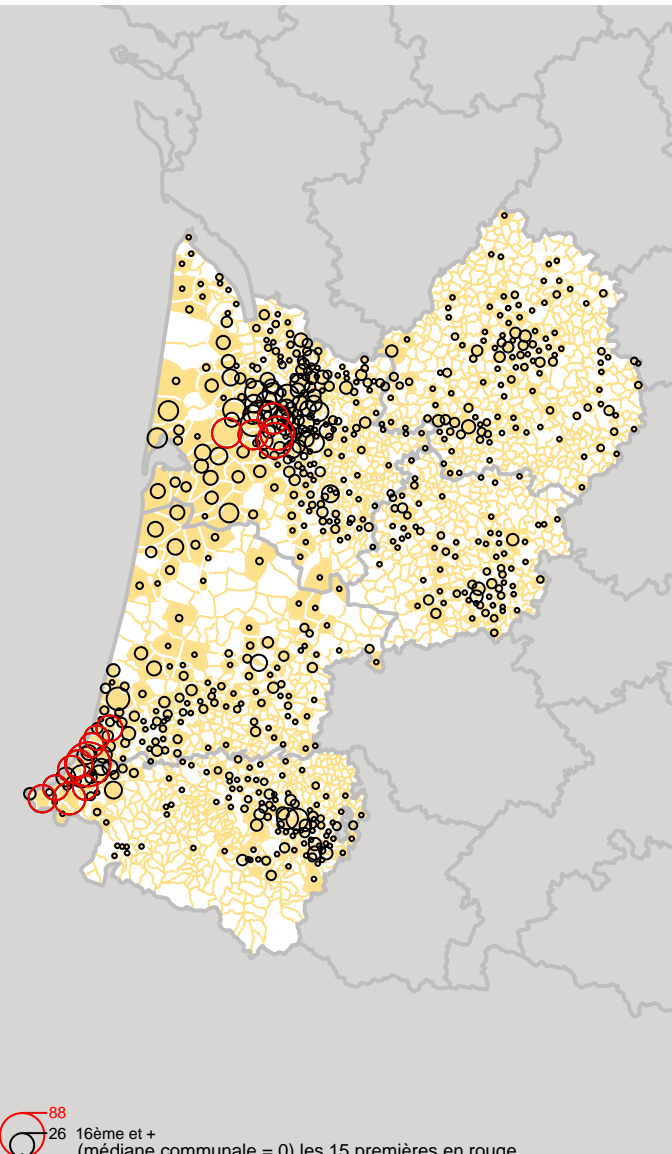 88
26 16ème et +
(médiane communale = 0) les 15 premières en rouge